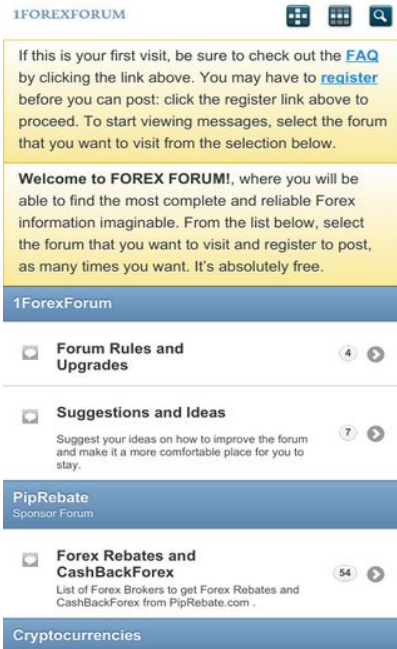 1FOREXFORUM
If this is your first visit, be sure to check out the FAQ
by clicking the link above. You may have to register
before you can post: click the register link above to
proceed. To start viewing messages, select the forum
that you want to visit from the selection below.
Welcome to FOREX FORUM!, where you will be
able to find the most complete and reliable Forex
information imaginable. From the list below, select
the forum that you want to visit and register to post,
as many times you want. It's absolutely free.
1ForexForum
Forum Rules and
Upgrades
4
Suggestions and Ideas
Suggest your ideas on how to improve the forum
and make it a more comfortable place for you to
stay.
7
PipRebate
Sponsor Forum
Forex Rebates and
CashBackForex
List of Forex Brokers to get Forex Rebates and
CashBackForex from PipRebate.com .
54
Cryptocurrencies